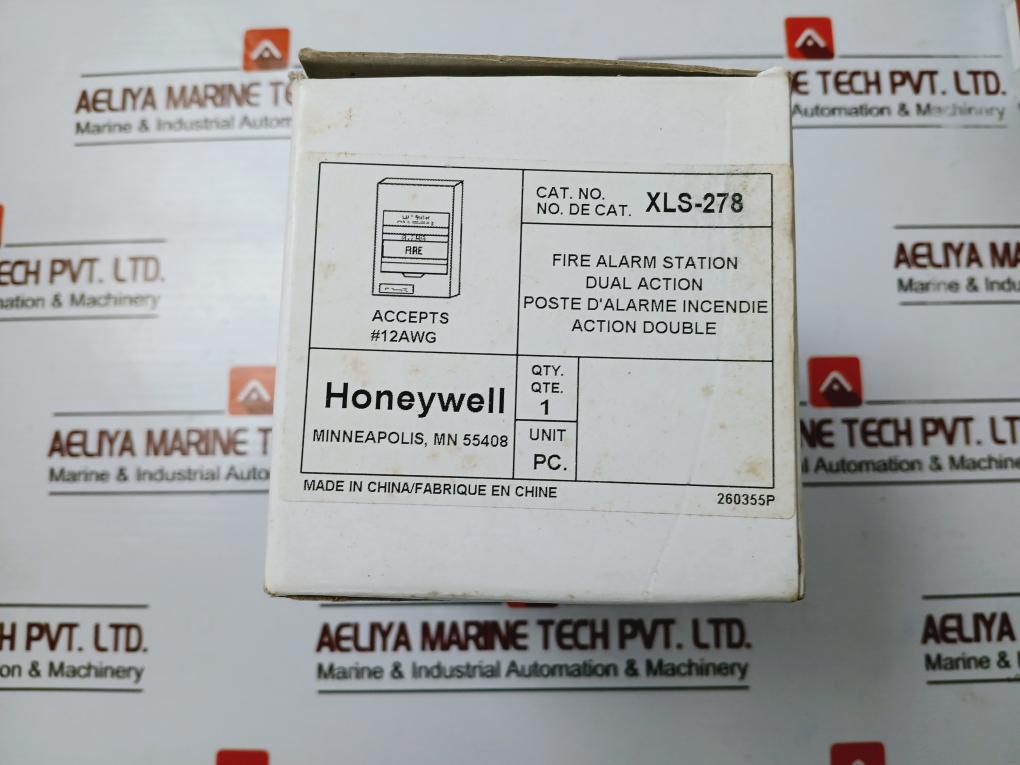 AELIYA MARINE TE
Marine & Industrial Autom
E TECH PVT. LTD.
Automation & Machinery
ECH PVT. LTD.
mation & Machinery
AELIYA
Marine & Indu
CAT. NO.
NO. DE CAT. XLS-278
FIRE
ACCEPTS
#12AWG
FIRE ALARM STATION
DUAL ACTION
POSTE D'ALARME INCENDIE
ACTION DOUBLE
Honeywell
MINNEAPOLIS, MN 55408
QTY.
QTE.
1
UNIT
PC.
MADE IN CHINA/FABRIQUE EN CHINE
260355P
AELIYA MARINE
Marine & Industrial Autom
NE TECH PVT. LT
l Automation & Machine
H PVT. LTD.
on & Machinery
AELIYA MARINE TECH PVT. LTD.
Marine & Industrial Automation & Machinery
AELIYA
Marine & In